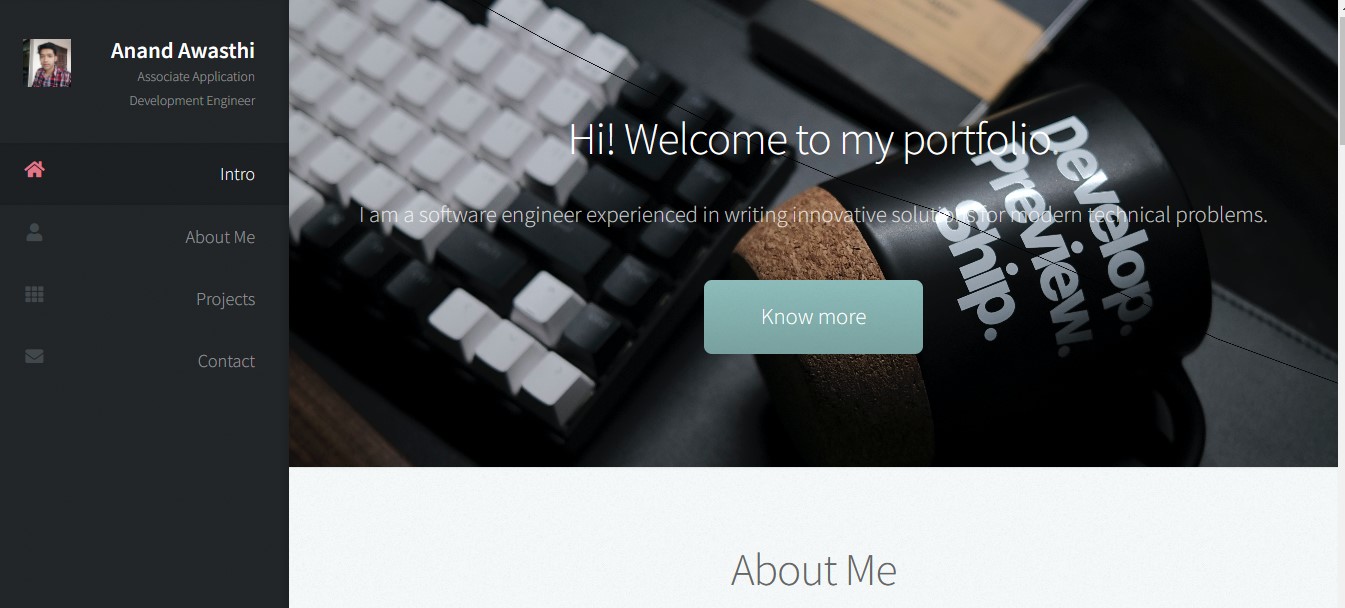 Anand Awasthi
Associate Application
Development Engineer
Intro
About Me
Projects
Contact
Hi! Welcome to my portfolio.
I am a software engineer experienced in writing innovative solutions for modern technical problems.
Know more
Develop.
Preview.
Ship.
About Me